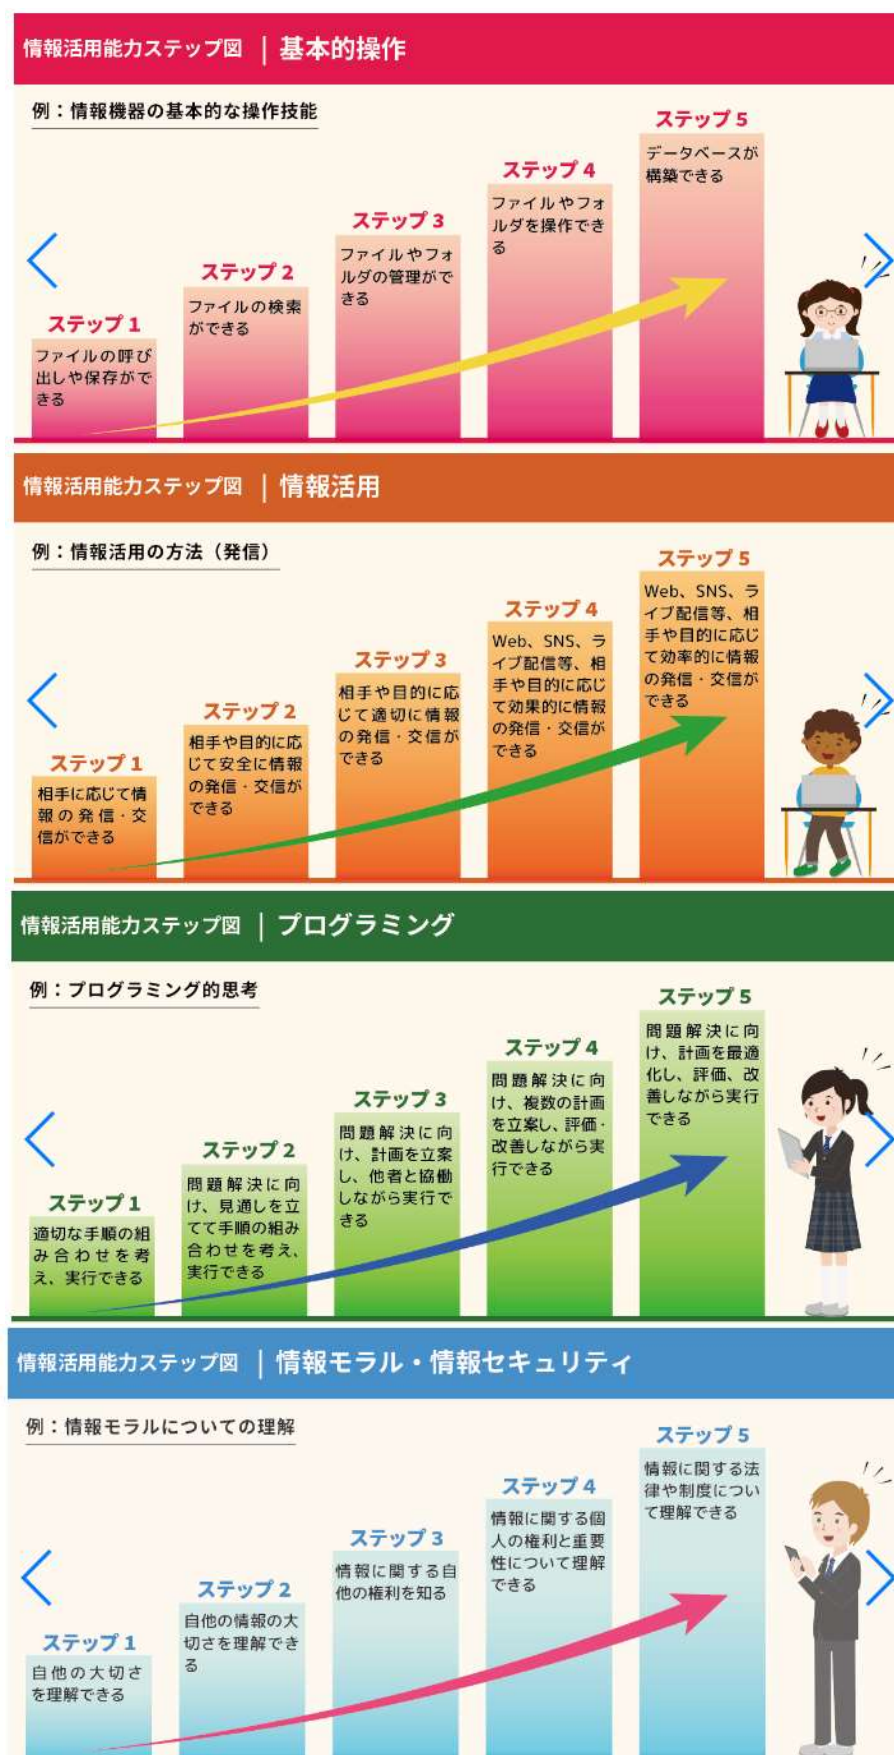 情報活用能力ステップ図 | 基本的操作
例：情報機器の基本的な操作技能
ステップ 1
ファイルの呼び
出しや保存がで
きる
ステップ 2
ファイルの検索
ができる
ステップ 3
ファイルやフォ
ルダの管理がで
きる
ステップ 4
ファイルやフォ
ルダを操作でき
る
ステップ 5
データベースが
構築できる
情報活用能力ステップ図 | 情報活用
例：情報活用の方法（発信）
ステップ 1
相手に応じて情
報の発信・交
信ができる
ステップ 2
相手や目的に応
じて安全に情報
の発信・交信が
できる
ステップ 3
相手や目的に応
じて適切に情報
の発信・交信が
できる
ステップ 4
Web、SNS、ラ
イブ配信等、相
手や目的に応じ
て効果的に情報
の発信・交信が
できる
ステップ 5
Web、SNS、ラ
イブ配信等、相
手や目的に応じ
て効率的に情報
の発信・交信が
できる
情報活用能力ステップ図 | プログラミング
例：プログラミング的思考
ステップ 1
適切な手順の組
み合わせを考
え、実行できる
ステップ 2
問題解決に向
け、見通しを立
てて手順の組み
合わせを考え、
実行できる
ステップ 3
問題解決に向
け、計画を立案
し、他者と協働
しながら実行で
きる
ステップ 4
問題解決に向
け、複数の計画
を立案し、評価・
改善しながら実
行できる
ステップ 5
問題解決に向
け、計画を最適
化し、評価、改
善しながら実行
できる
情報活用能力ステップ図 | 情報モラル・情報セキュリティ
例：情報モラルについての理解
ステップ 1
自他の大切さ
を理解できる
ステップ 2
自他の情報の大
切さを理解でき
る
ステップ 3
情報に関する自
他の権利を知る
ステップ 4
情報に関する個
人の権利と重要
性について理解
できる
ステップ 5
情報に関する法
律や制度につい
て理解できる